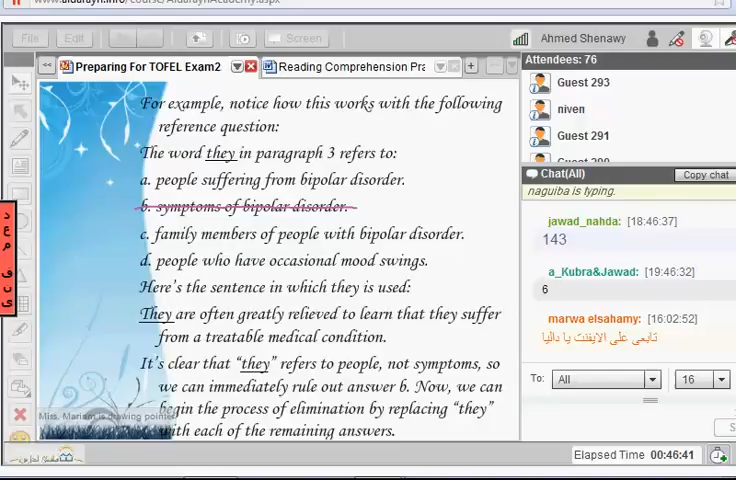 www.aldarayn.info/Course/AldaraynAcademy.aspx
File
Edit
Screen
Ahmed Shenawy
<<
Preparing For TOFEL Exam2
Reading Comprehension Pra
Attendees: 76
Guest 293
niven
Guest 291
For example, notice how this works with the following
reference question:
The word they in paragraph 3 refers to:
a. people suffering from bipolar disorder.
b. symptoms of bipolar disorder.
c. family members of people with bipolar disorder.
d. people who have occasional mood swings.
Here's the sentence in which they is used:
They are often greatly relieved to learn that they suffer
from a treatable medical condition.
It's clear that "they" refers to people, not symptoms, so
we can immediately rule out answer b. Now, we can
begin the process of elimination by replacing "they"
with each of the remaining answers.
Miss. Mariam is drawing pointer
Chat(All)
Copy chat
naguiba is typing.
jawad_nahda: [18:46:37]
143
a_Kubra&Jawad: [19:46:32]
6
marwa elsahamy: [16:02:52]
تابعى على الايفنت يا داليا
To:
All
16
Elapsed Time
00:46:41